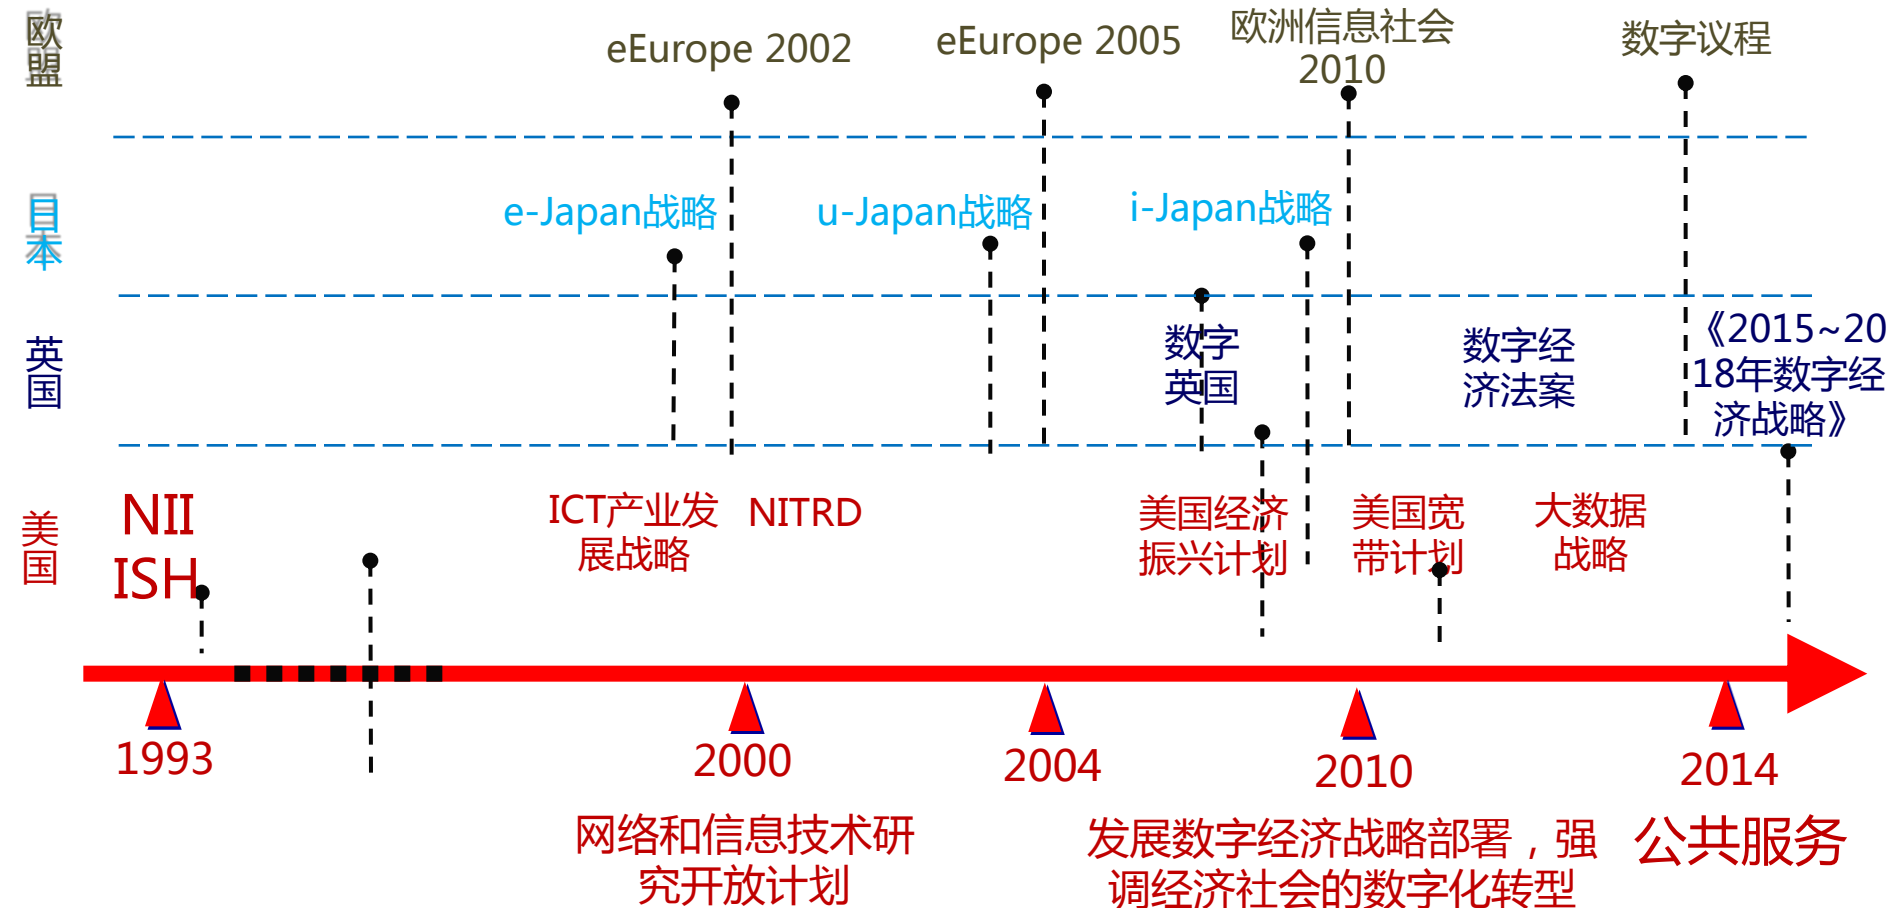 欧盟
eEurope 2002
eEurope 2005
欧洲信息社会
2010
数字议程
日本
e-Japan战略
u-Japan战略
i-Japan战略
英国
数字
英国
数字经
济法案
《2015~20
18年数字经
济战略》
美国
NII
ISH
ICT产业发
展战略
NITRD
美国经济
振兴计划
美国宽
带计划
大数据
战略
1993
2000
2004
2010
2014
网络和信息技术研
究开放计划
发展数字经济战略部署，强
调经济社会的数字化转型
公共服务